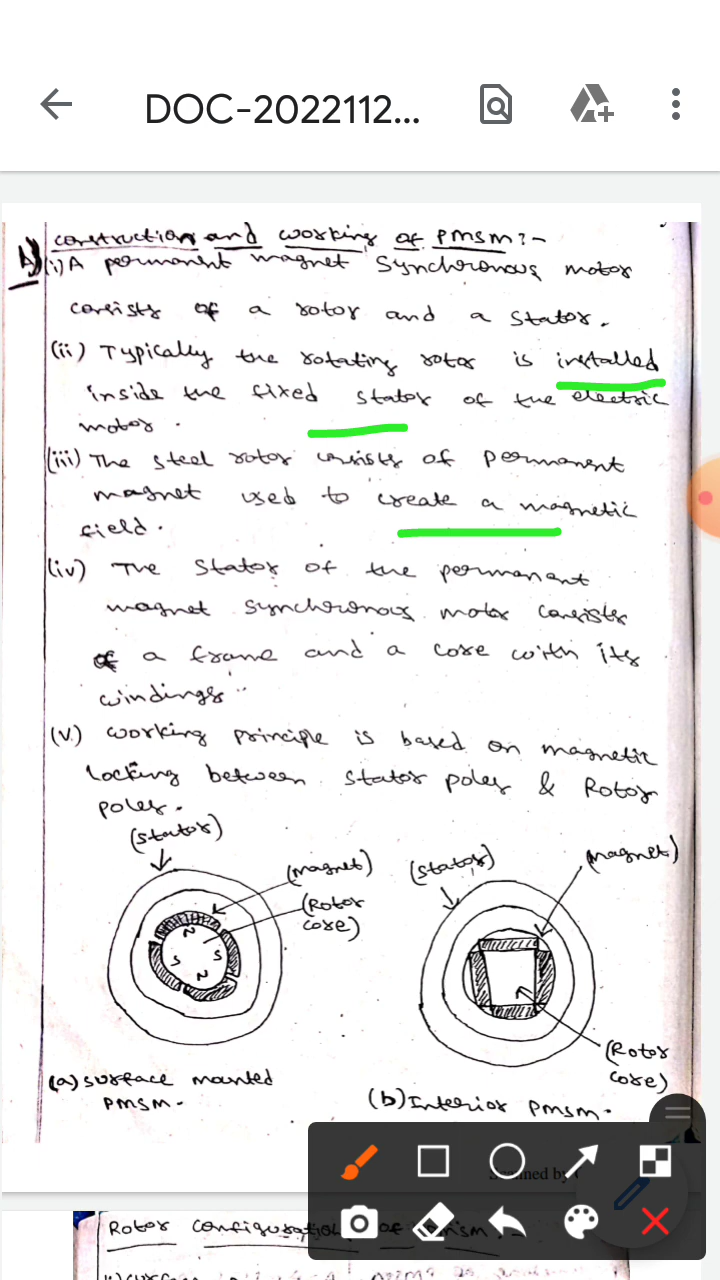 DOC-2022112...
construction and working of PMSM:-
A) (i) A permanent magnet Synchronous motor
consists of a rotor and a stator.
(ii) Typically the rotating rotor is installed
inside the fixed stator of the electric
motor.
(iii) The steel rotor consists of permanent
magnet used to create a magnetic
field.
(iv) The stator of the permanant
magnet synchronous motor consists
of a frame and a core with its
windings..
(v.) working principle is based on magnetic
locking between stator poles & Rotor
poles.
(stator)
(magnet)
(Rotor
core)
N
S
S
N
(stator)
(magnet)
(Rotor
core)
(a) surface mounted
PMSM.
(b) Interior PMSM.
Scanned by
Rotor configuration of